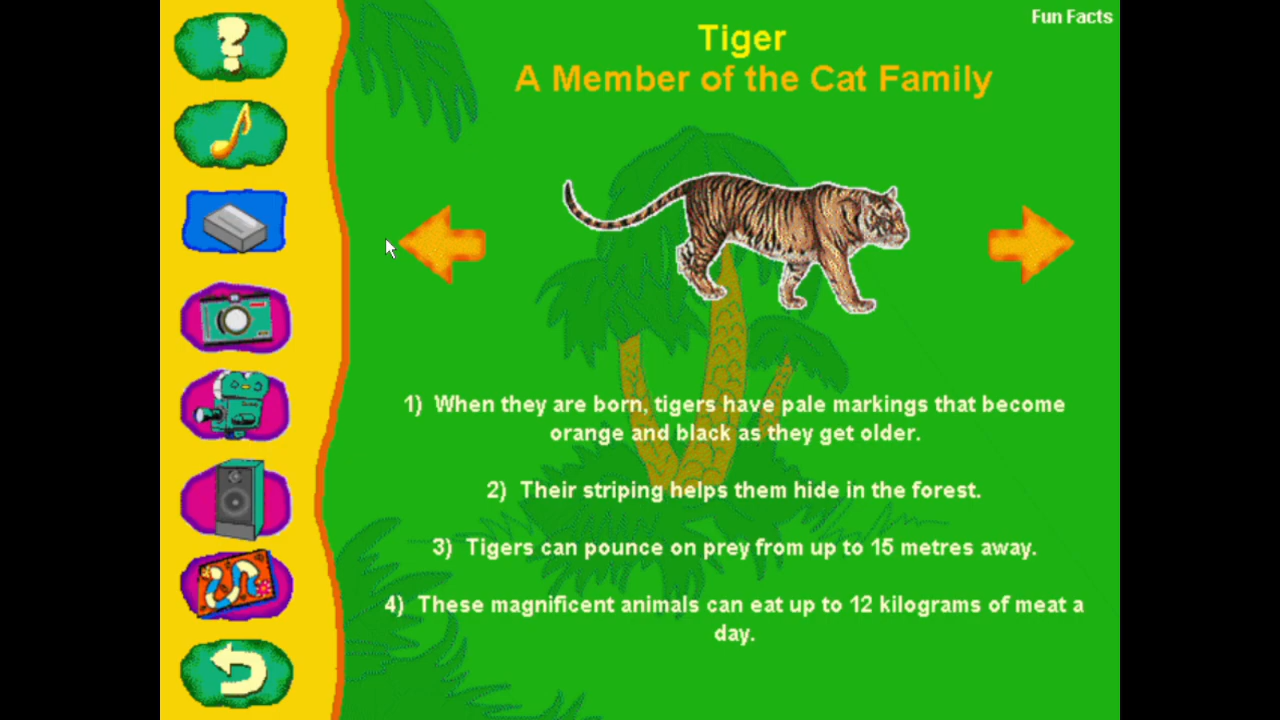 Fun Facts
Tiger
A Member of the Cat Family
1) When they are born, tigers have pale markings that become
orange and black as they get older.
2) Their striping helps them hide in the forest.
3) Tigers can pounce on prey from up to 15 metres away.
4) These magnificent animals can eat up to 12 kilograms of meat a
day.